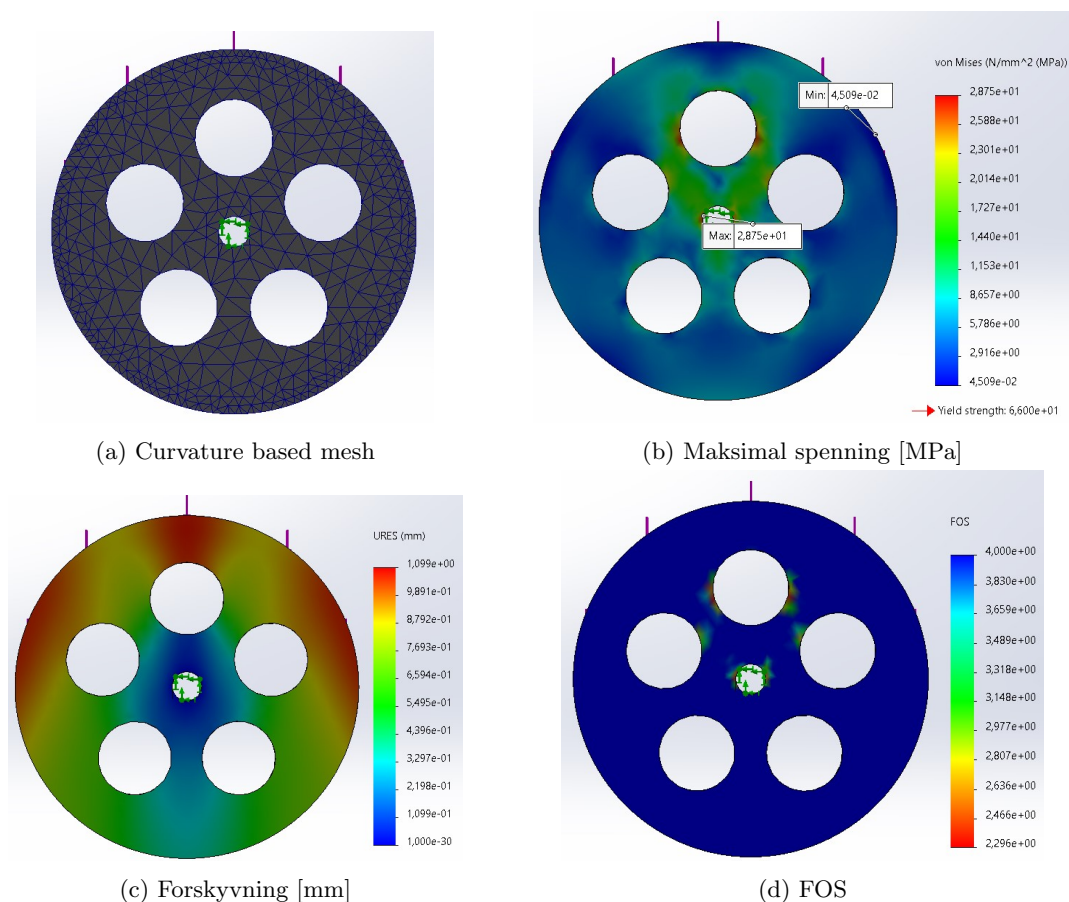 (a) Curvature based mesh
von Mises (N/mm^2 (MPa))
2,875e+01
2,588e+01
2,301e+01
2,014e+01
1,727e+01
1,440e+01
1,153e+01
8,657e+00
5,786e+00
2,916e+00
4,509e-02
Yield strength: 6,600e+01
Min: 4,509e-02
Max: 2,875e+01
(b) Maksimal spenning [MPa]
URES (mm)
1,099e+00
9,891e-01
8,792e-01
7,693e-01
6,594e-01
5,495e-01
4,396e-01
3,297e-01
2,198e-01
1,099e-01
1,000e-30
(c) Forskyvning [mm]
FOS
4,000e+00
3,830e+00
3,659e+00
3,489e+00
3,318e+00
3,148e+00
2,977e+00
2,807e+00
2,636e+00
2,466e+00
2,296e+00
(d) FOS